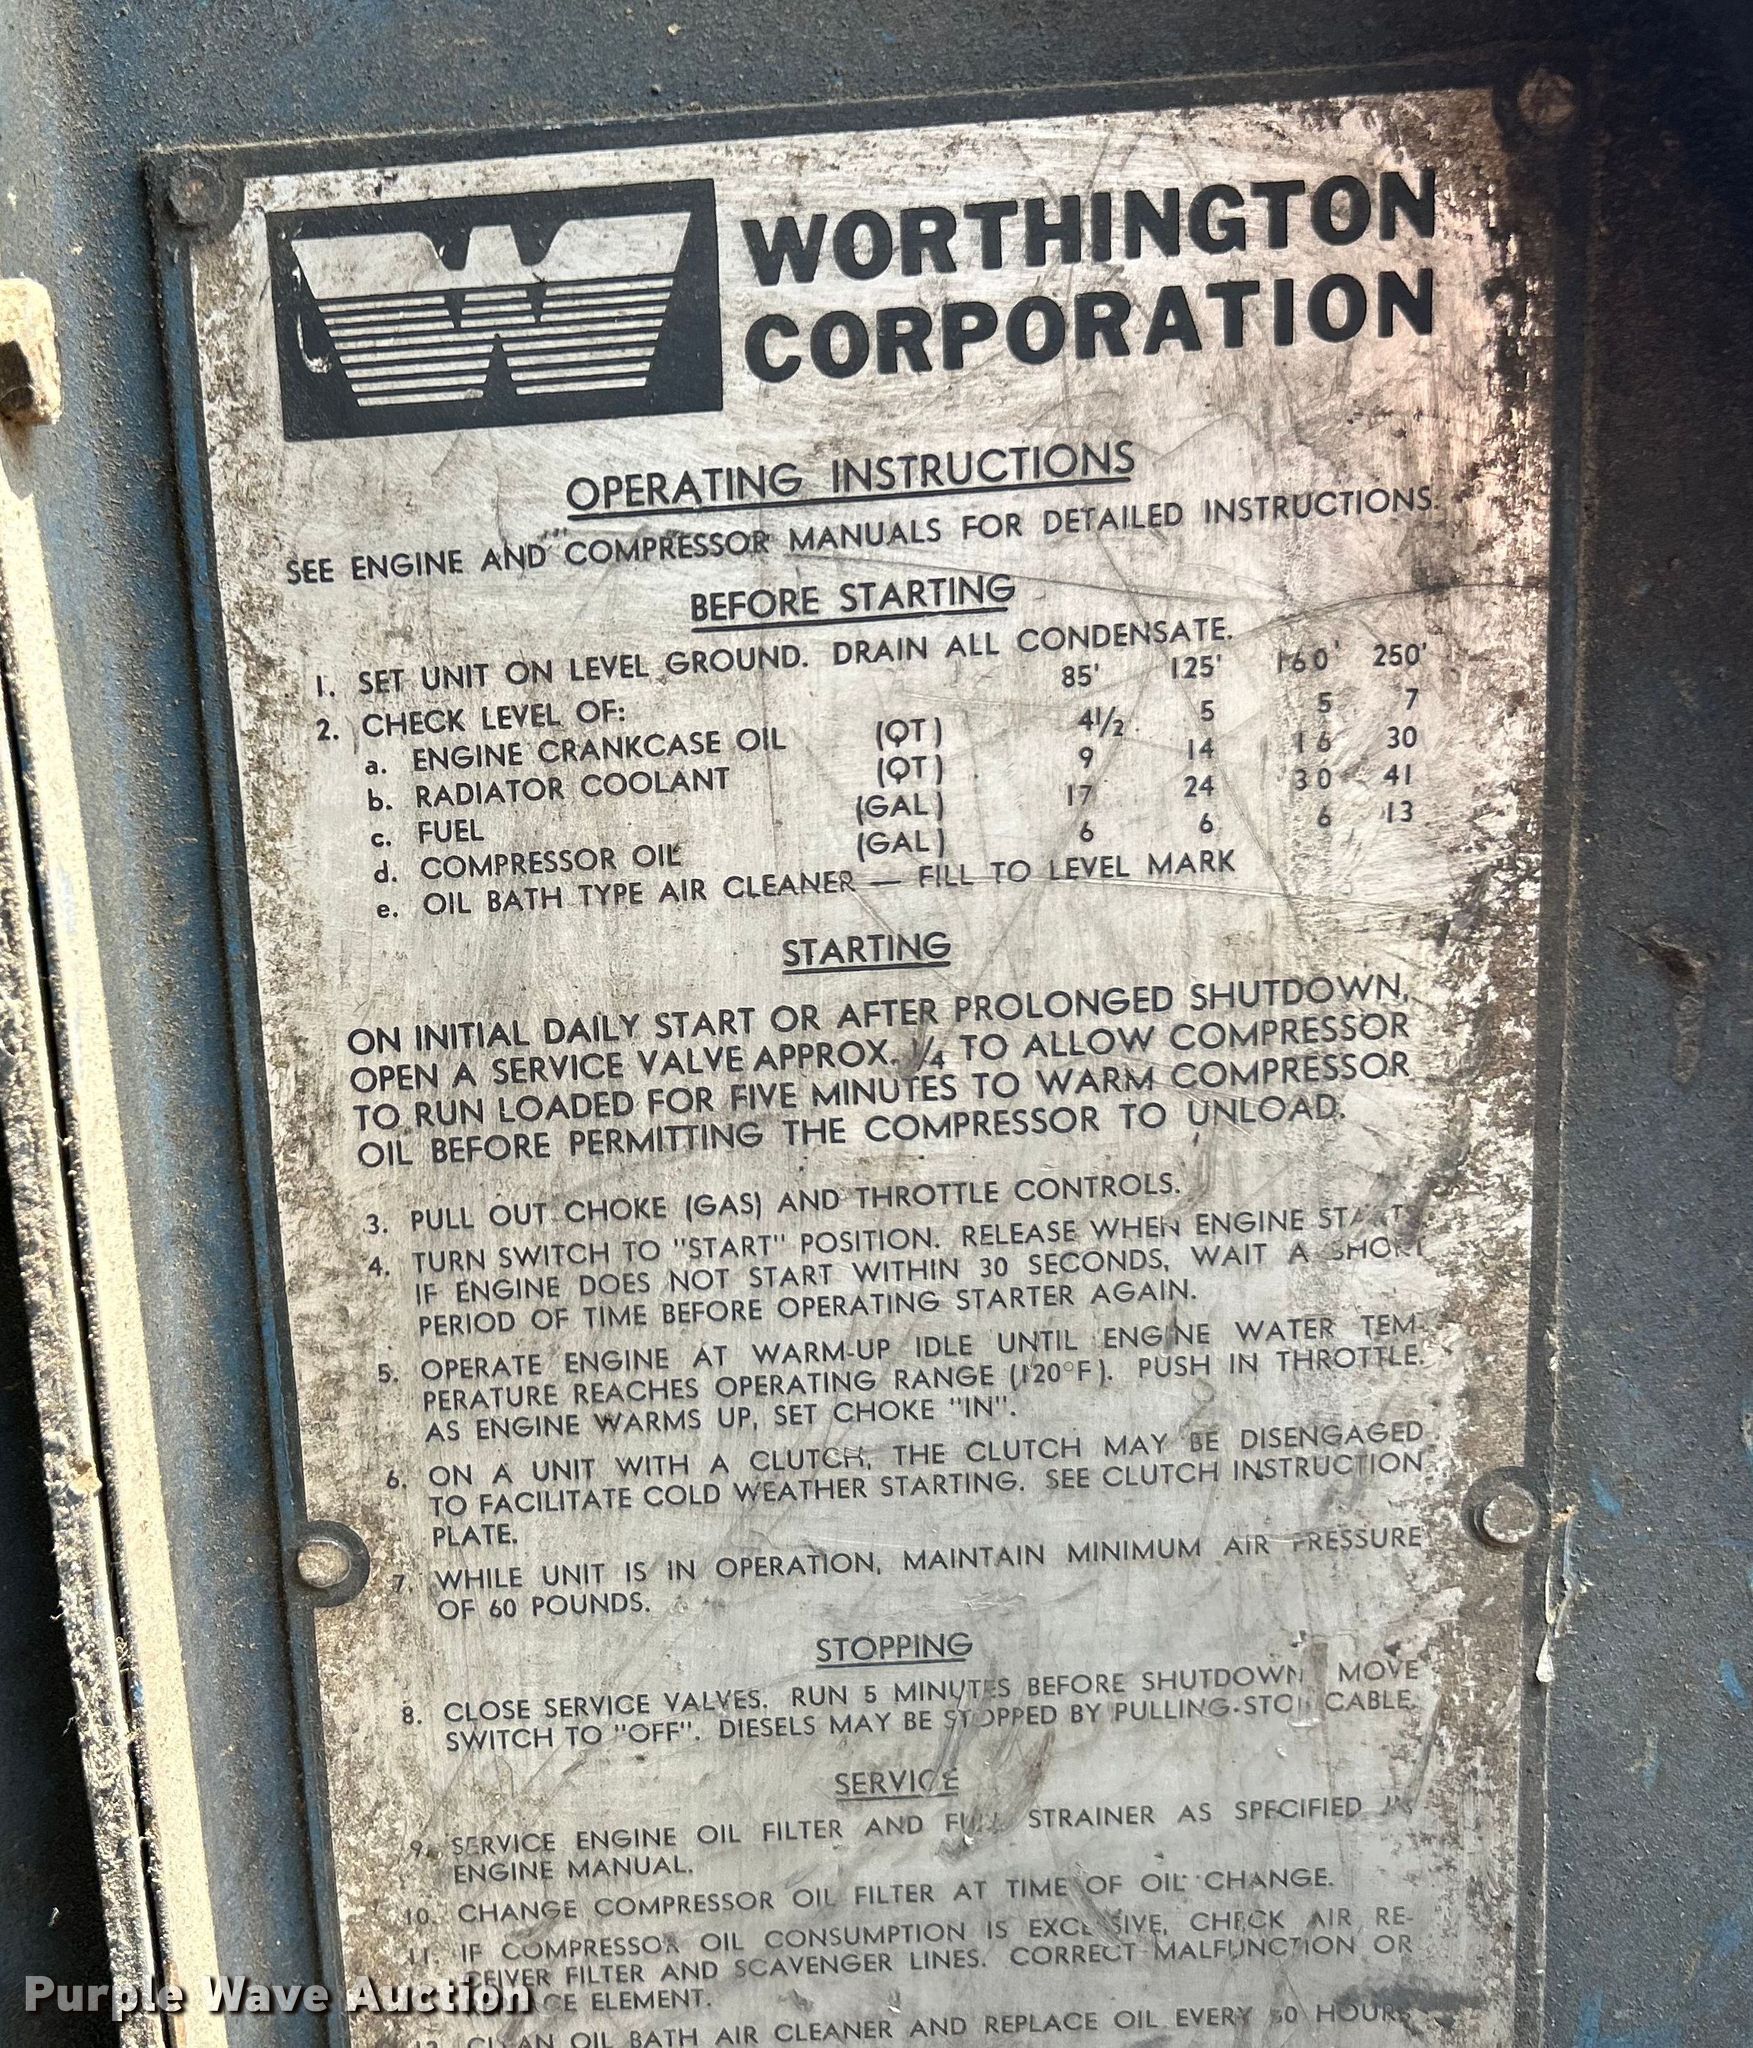 WORTHINGTON
CORPORATION
OPERATING INSTRUCTIONS
SEE ENGINE AND COMPRESSOR MANUALS FOR DETAILED INSTRUCTIONS.
BEFORE STARTING
1. SET UNIT ON LEVEL GROUND. DRAIN ALL CONDENSATE.
2. CHECK LEVEL OF: 85' 125' 160' 250'
a. ENGINE CRANKCASE OIL (QT) 4 1/2 5 5 7
b. RADIATOR COOLANT (QT) 9 14 16 30
c. FUEL (GAL) 17 24 30 41
d. COMPRESSOR OIL (GAL) 6 6 6 13
e. OIL BATH TYPE AIR CLEANER — FILL TO LEVEL MARK
STARTING
ON INITIAL DAILY START OR AFTER PROLONGED SHUTDOWN,
OPEN A SERVICE VALVE APPROX. 1/4 TO ALLOW COMPRESSOR
TO RUN LOADED FOR FIVE MINUTES TO WARM COMPRESSOR
OIL BEFORE PERMITTING THE COMPRESSOR TO UNLOAD.
3. PULL OUT CHOKE (GAS) AND THROTTLE CONTROLS.
4. TURN SWITCH TO "START" POSITION. RELEASE WHEN ENGINE STARTS.
IF ENGINE DOES NOT START WITHIN 30 SECONDS, WAIT A SHORT
PERIOD OF TIME BEFORE OPERATING STARTER AGAIN.
5. OPERATE ENGINE AT WARM-UP IDLE UNTIL ENGINE WATER TEM-
PERATURE REACHES OPERATING RANGE (120°F). PUSH IN THROTTLE.
AS ENGINE WARMS UP, SET CHOKE "IN".
6. ON A UNIT WITH A CLUTCH, THE CLUTCH MAY BE DISENGAGED
TO FACILITATE COLD WEATHER STARTING. SEE CLUTCH INSTRUCTION
PLATE.
7. WHILE UNIT IS IN OPERATION, MAINTAIN MINIMUM AIR PRESSURE
OF 60 POUNDS.
STOPPING
8. CLOSE SERVICE VALVES. RUN 5 MINUTES BEFORE SHUTDOWN. MOVE
SWITCH TO "OFF". DIESELS MAY BE STOPPED BY PULLING STOP CABLE.
SERVICE
9. SERVICE ENGINE OIL FILTER AND STRAINER AS SPECIFIED IN
ENGINE MANUAL.
10. CHANGE COMPRESSOR OIL FILTER AT TIME OF OIL CHANGE.
11. IF COMPRESSOR OIL CONSUMPTION IS EXCESSIVE, CHECK AIR RE-
CEIVER FILTER AND SCAVENGER LINES. CORRECT MALFUNCTION OR
ELEMENT.
CLEAN OIL BATH AIR CLEANER AND REPLACE OIL EVERY HOURS
Purple Wave Auction